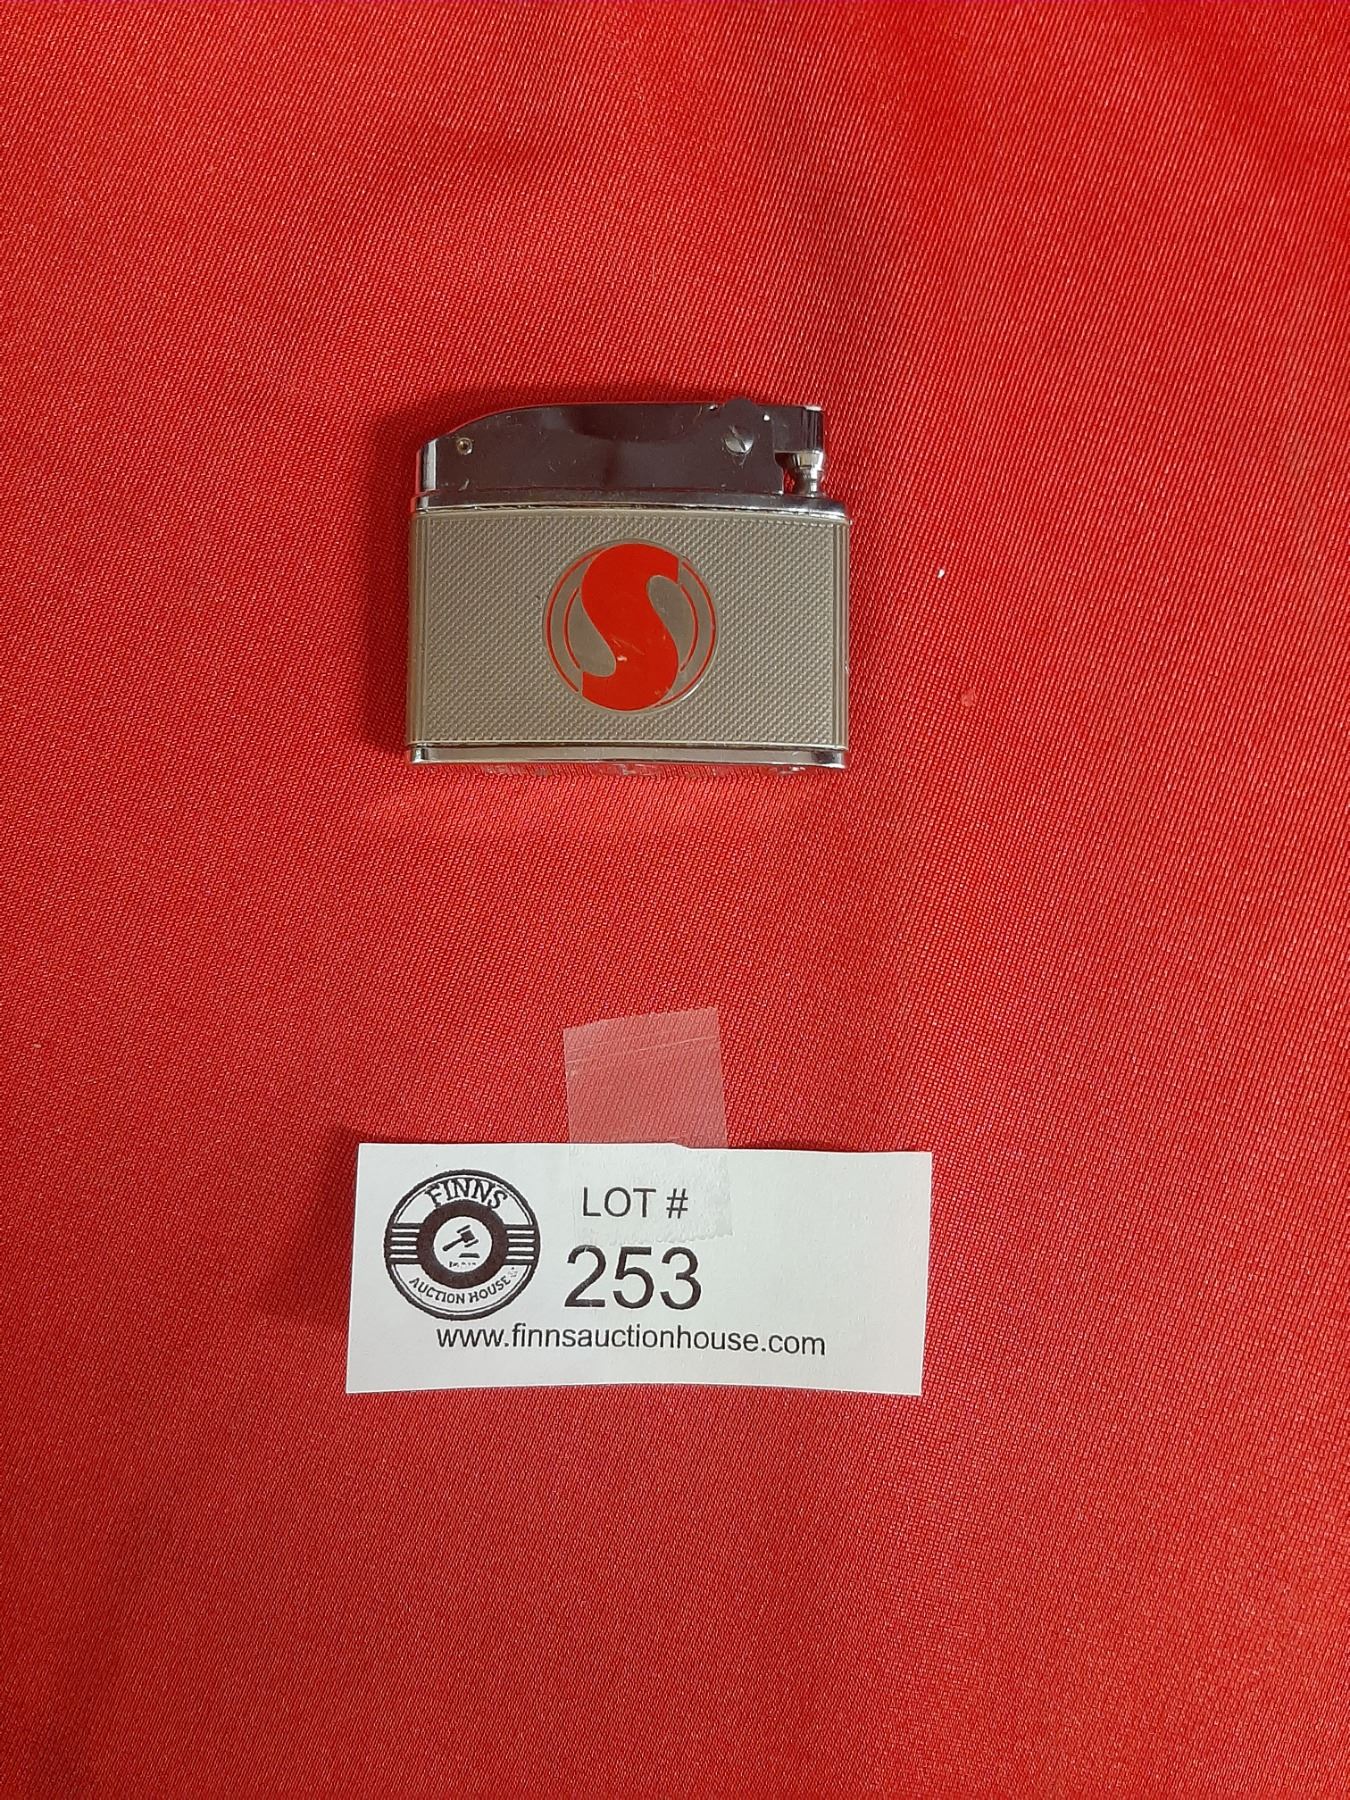 S
FINNS
AUCTION HOUSE
LOT #
253
www.finnsauctionhouse.com